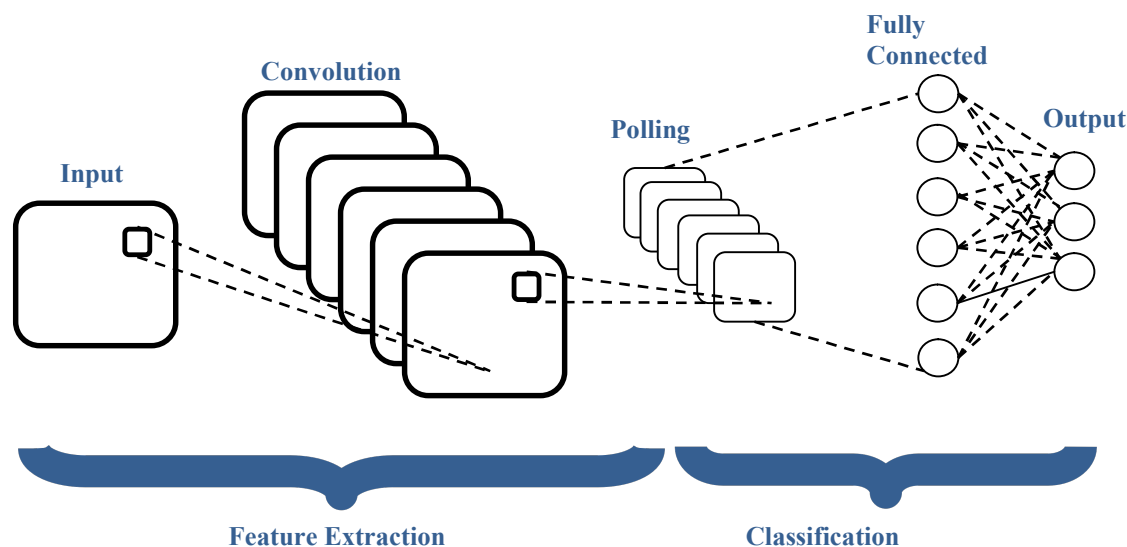 Input
Convolution
Polling
Fully
Connected
Output
Feature Extraction
Classification